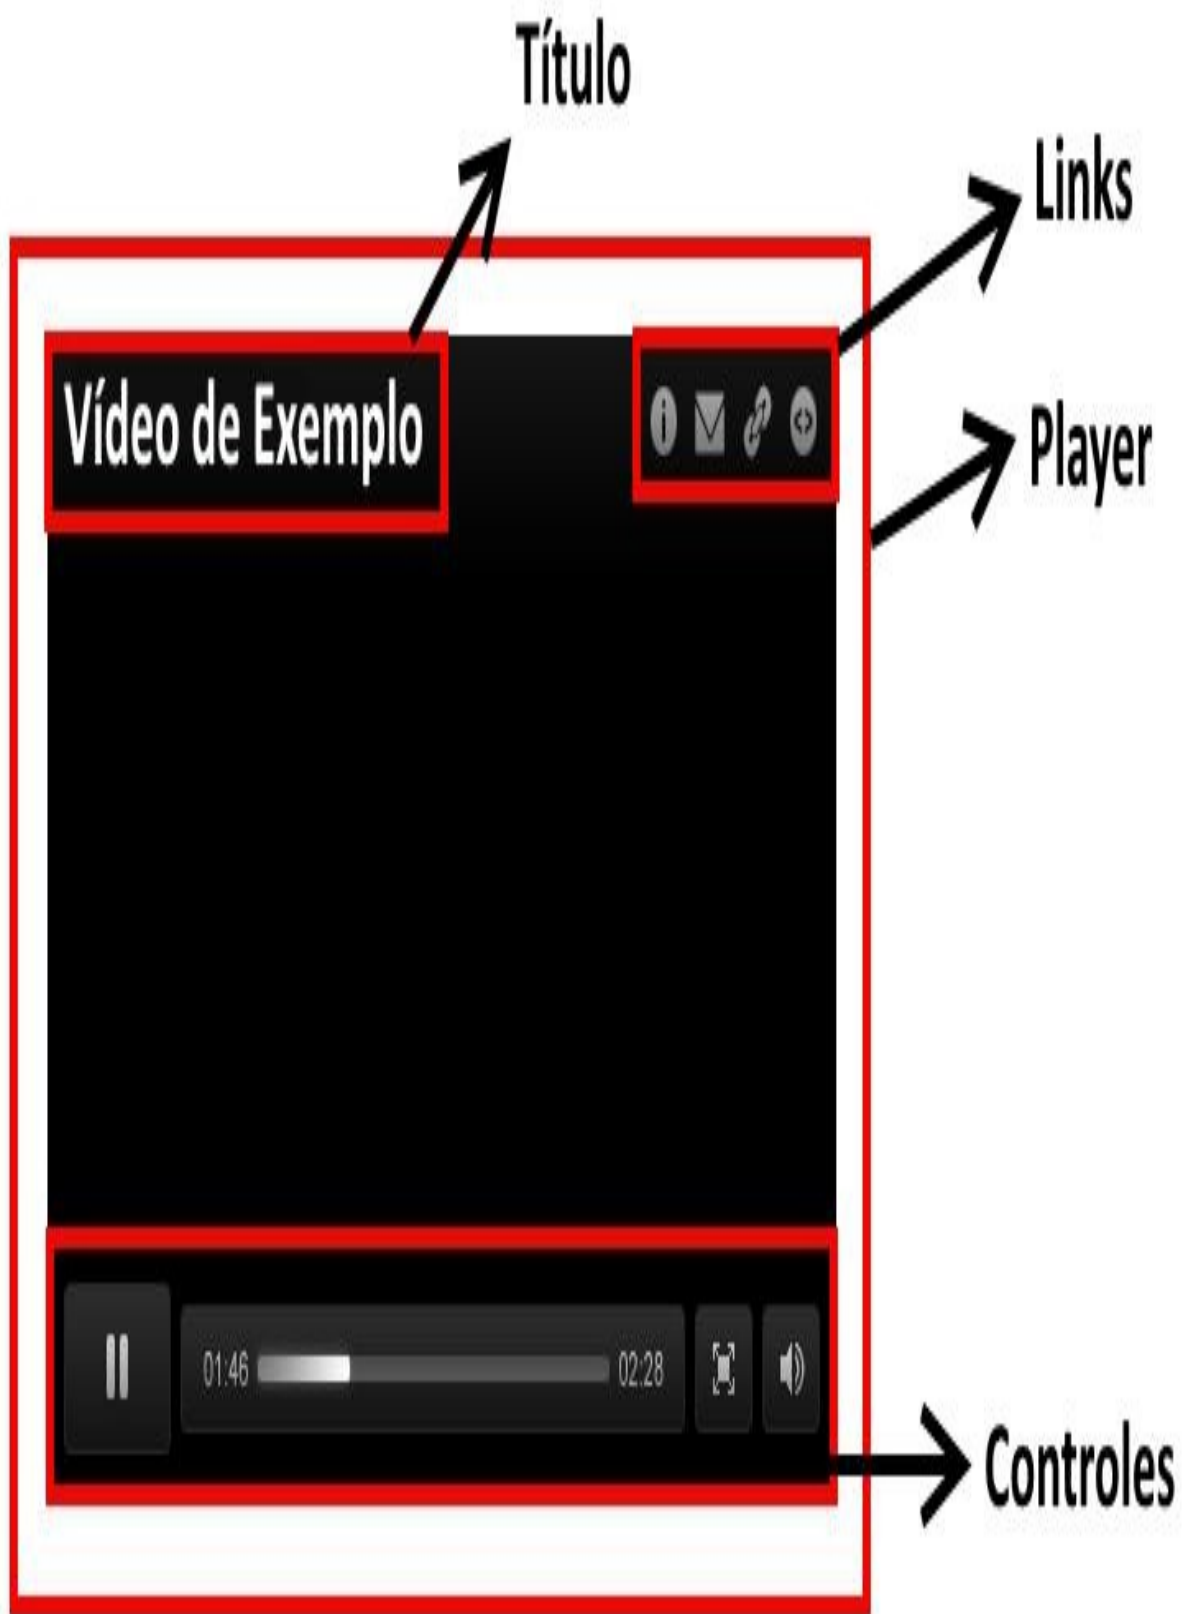 Título
Links
Vídeo de Exemplo
Player
01:46 02:28
Controles